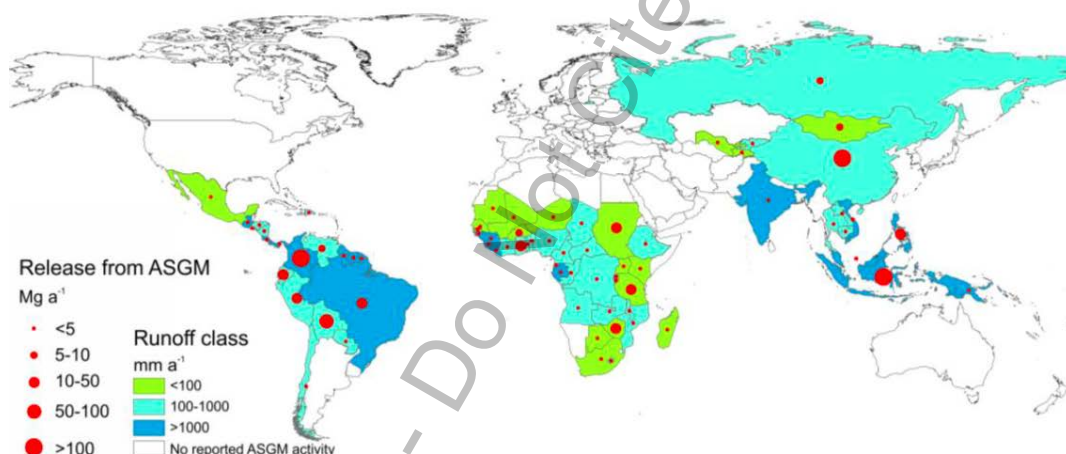 - Do Not Cite
Release from ASGM
Mg a⁻¹
<5
5-10
10-50
50-100
>100
Runoff class
mm a⁻¹
<100
100-1000
>1000
No reported ASGM activity